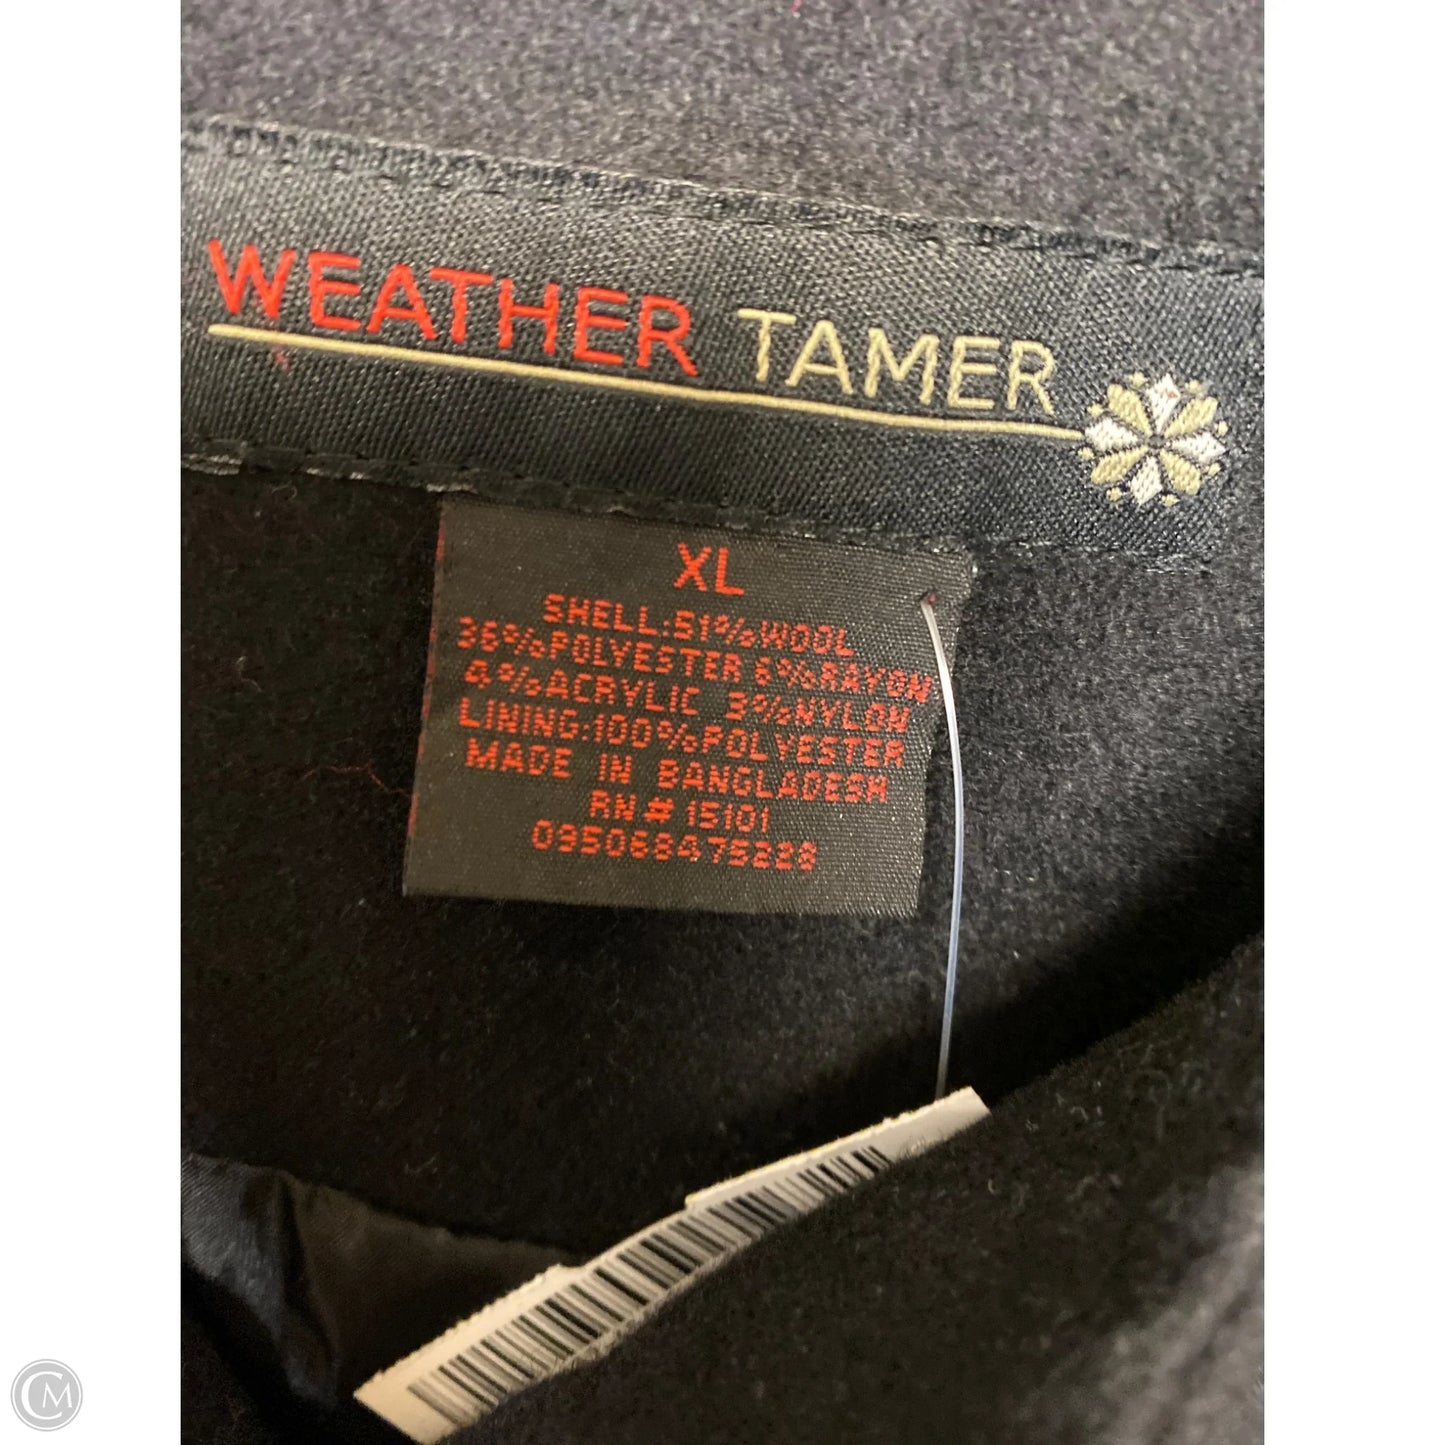 WEATHER TAMER
XL
SHELL:51%WOOL
36%POLYESTER 6%RAYON
4%ACRYLIC 3%NYLON
LINING:100%POLYESTER
MADE IN BANGLADESH
RN# 15101
095068475228
CM